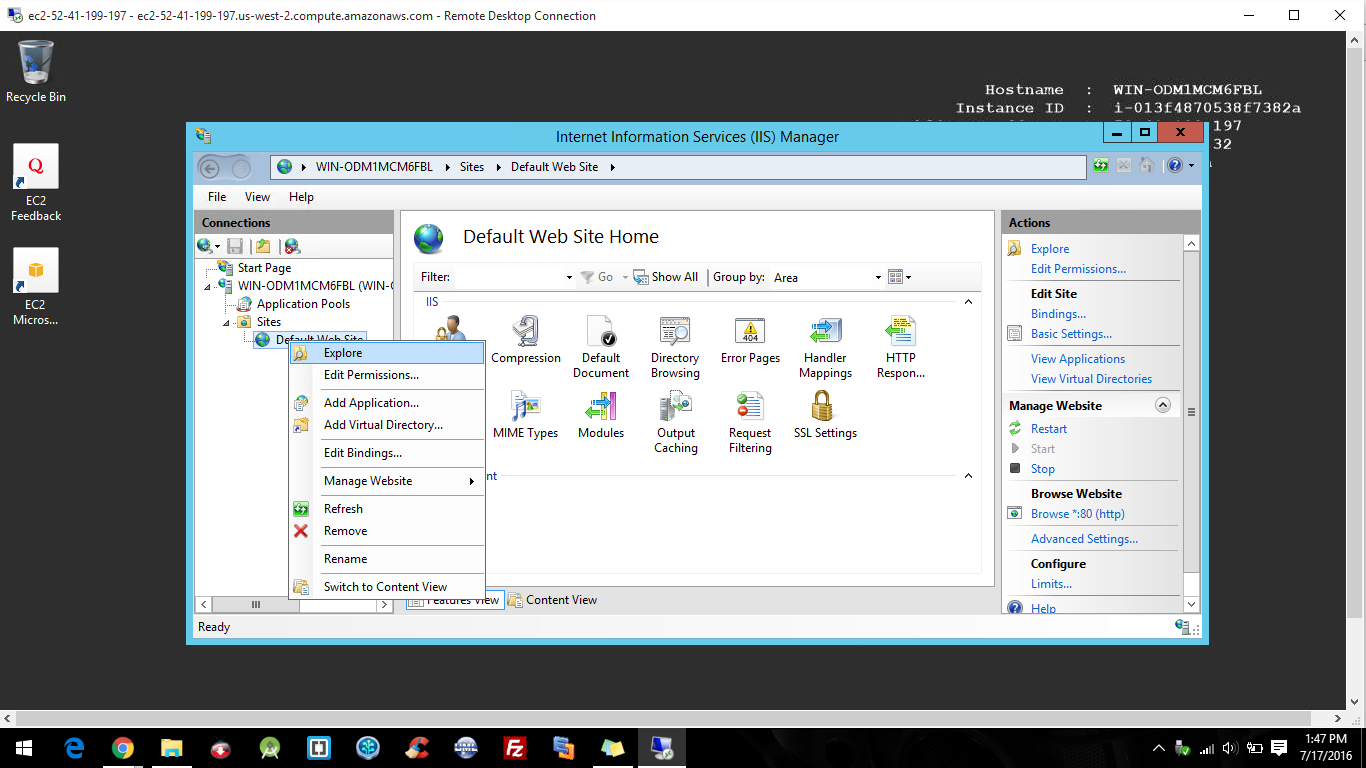 ec2-52-41-199-197 - ec2-52-41-199-197.us-west-2.compute.amazonaws.com - Remote Desktop Connection
Recycle Bin
EC2
Feedback
EC2
Micros...
Hostname : WIN-ODM1MCM6FBL
Instance ID : i-013f4870538f7382a
197
32
Internet Information Services (IIS) Manager
WIN-ODM1MCM6FBL Sites Default Web Site
File View Help
Connections
Start Page
WIN-ODM1MCM6FBL (WIN-
Application Pools
Sites
Default Web Site
Explore
Edit Permissions...
Add Application...
Add Virtual Directory...
Edit Bindings...
Manage Website
Refresh
Remove
Rename
Switch to Content View
Default Web Site Home
Filter: Go Show All Group by: Area
IIS
Compression
Default
Document
Directory
Browsing
Error Pages
404
Handler
Mappings
HTTP
Respon...
MIME Types
Modules
Output
Caching
Request
Filtering
SSL Settings
nt
Features View Content View
Actions
Explore
Edit Permissions...
Edit Site
Bindings...
Basic Settings...
View Applications
View Virtual Directories
Manage Website
Restart
Start
Stop
Browse Website
Browse *:80 (http)
Advanced Settings...
Configure
Limits...
Help
Ready
1:47 PM
7/17/2016